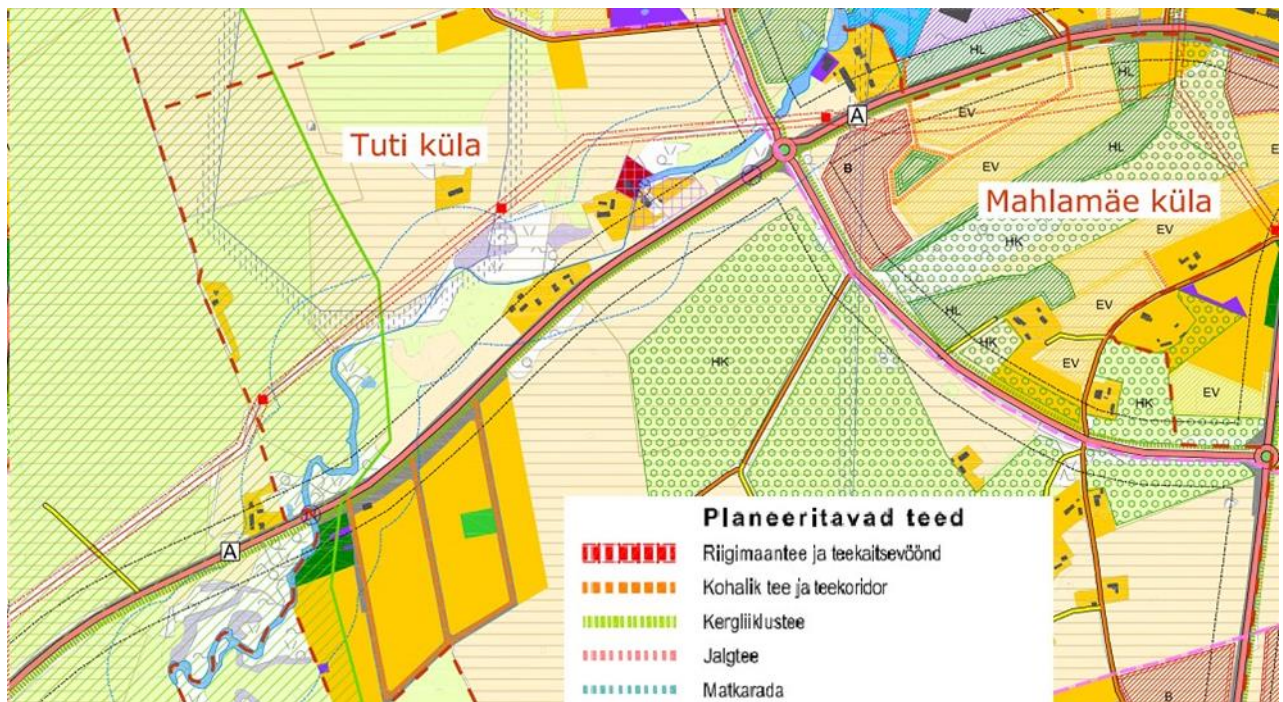 HL
A
HL
EV
Tuti küla
B
EV
HL
E
Mahlamäe küla
HK
EV
HL
EV
HK
HK
EV
HK
EV
A
B
Planeeritavad teed
Riigimaantee ja teekaitsevöönd
Kohalik tee ja teekoridor
Kergliiklustee
Jalgtee
Matkarada